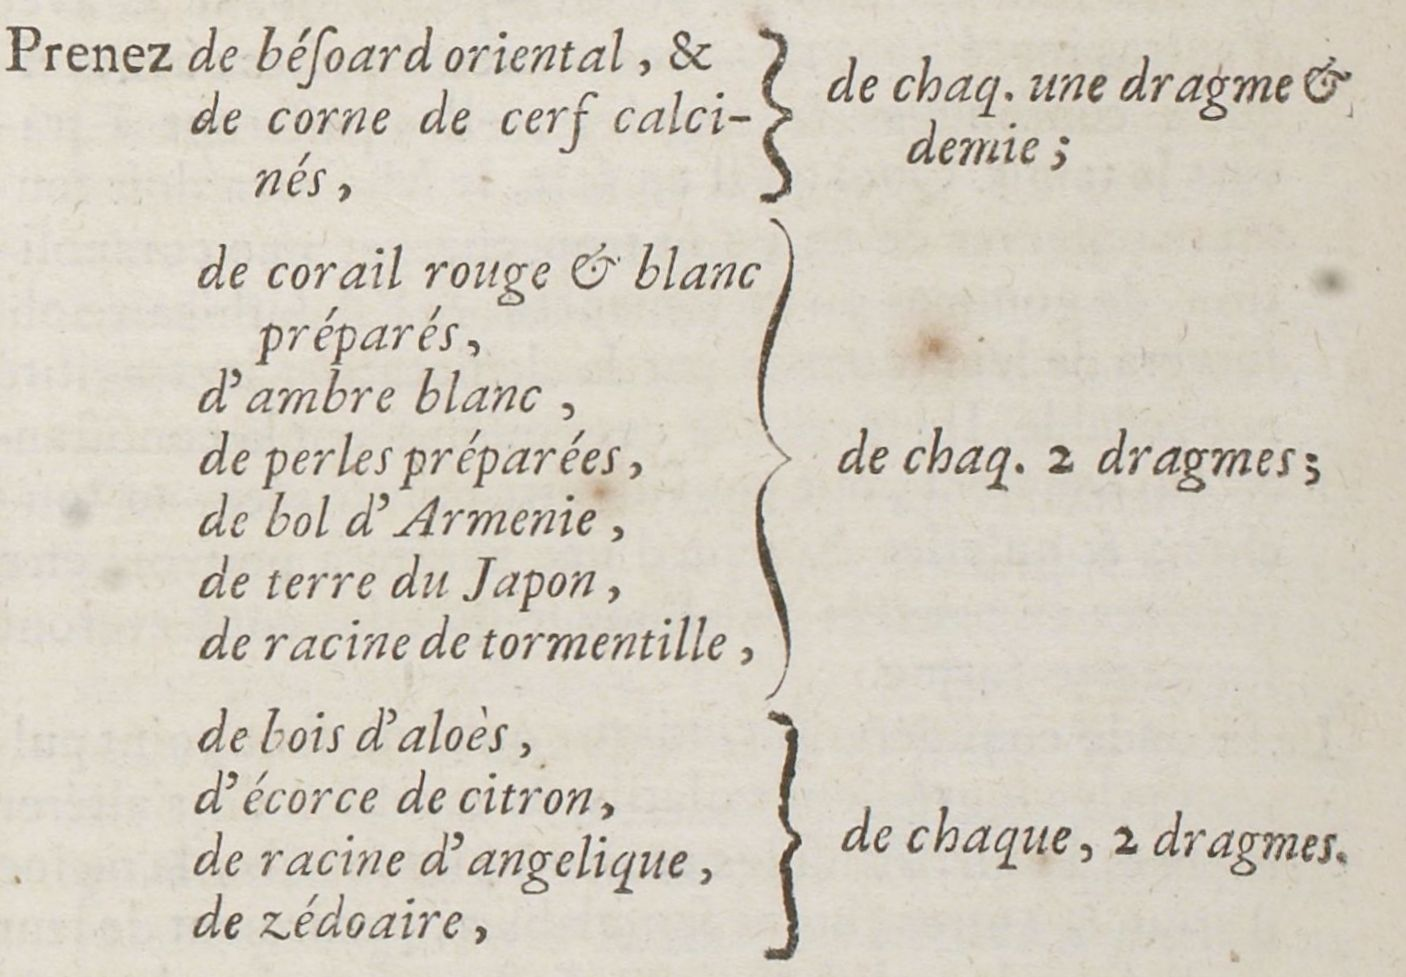 Prenez de béſoard oriental, &
de corne de cerf calci-
nés,
de chaq. une dragme &
demie;
de corail rouge & blanc
préparés,
d'ambre blanc,
de perles préparées,
de bol d'Armenie,
de terre du Japon,
de racine de tormentille,
de chaq. 2 dragmes;
de bois d'aloès,
d'écorce de citron,
de racine d'angelique,
de zédoaire,
de chaque, 2 dragmes.